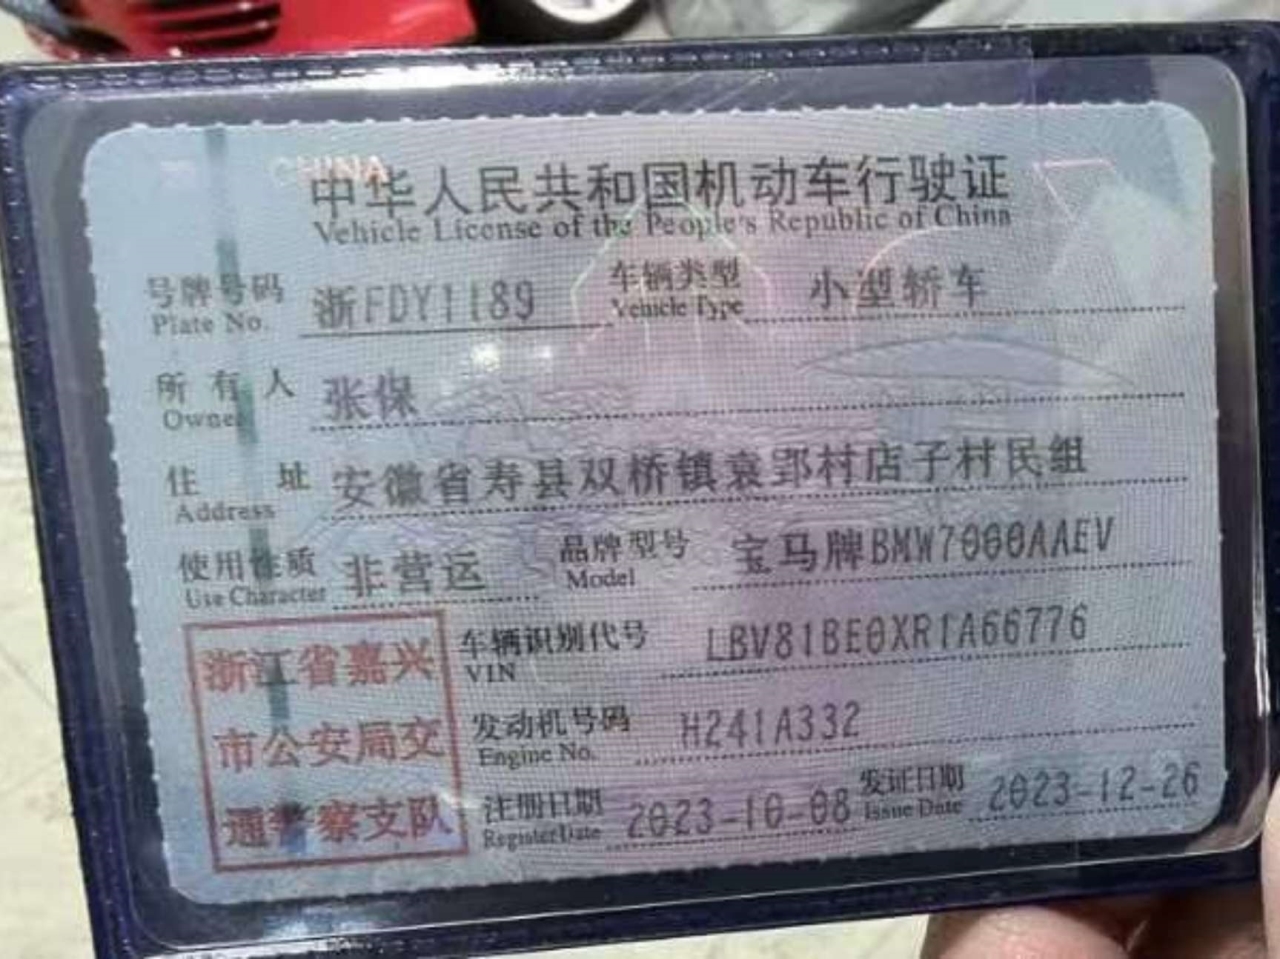 CHINA
中华人民共和国机动车行驶证
Vehicle License of the People's Republic of China
号牌号码 浙FDY1189 车辆类型 小型轿车
Plate No. Vehicle Type
所有人 张保
Owner
住址 安徽省寿县双桥镇袁郢村店子村民组
Address
使用性质 非营运 品牌型号 宝马牌BMW7000AAEV
Use Character Model
浙江省嘉兴 车辆识别代号 LBV81BE0XR1A66776
VIN
市公安局交 发动机号码 H241A332
Engine No.
通警察支队 注册日期 2023-10-08 发证日期 2023-12-26
Register Date Issue Date